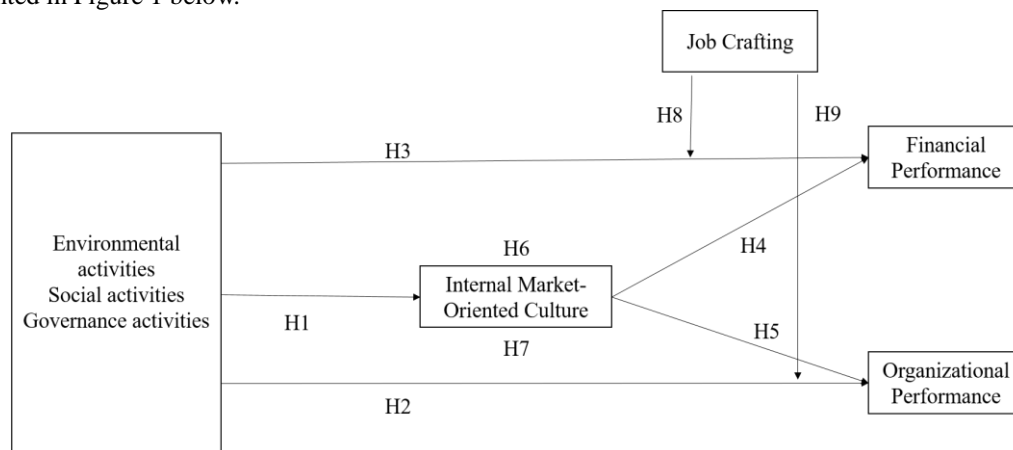 in Figure 1 below.
Job Crafting
H8
H9
H3
Financial
Performance
Environmental
activities
Social activities
Governance activities
H6
H4
Internal Market-
Oriented Culture
H1
H7
H5
Organizational
Performance
H2